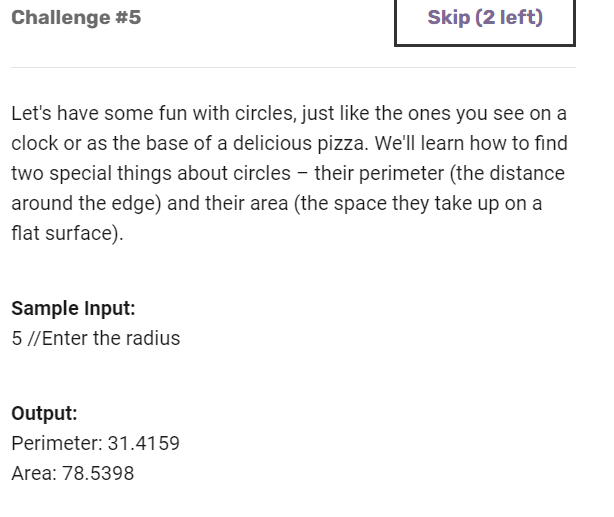 Challenge #5
Skip (2 left)
Let's have some fun with circles, just like the ones you see on a
clock or as the base of a delicious pizza. We'll learn how to find
two special things about circles – their perimeter (the distance
around the edge) and their area (the space they take up on a
flat surface).
Sample Input:
5 //Enter the radius
Output:
Perimeter: 31.4159
Area: 78.5398